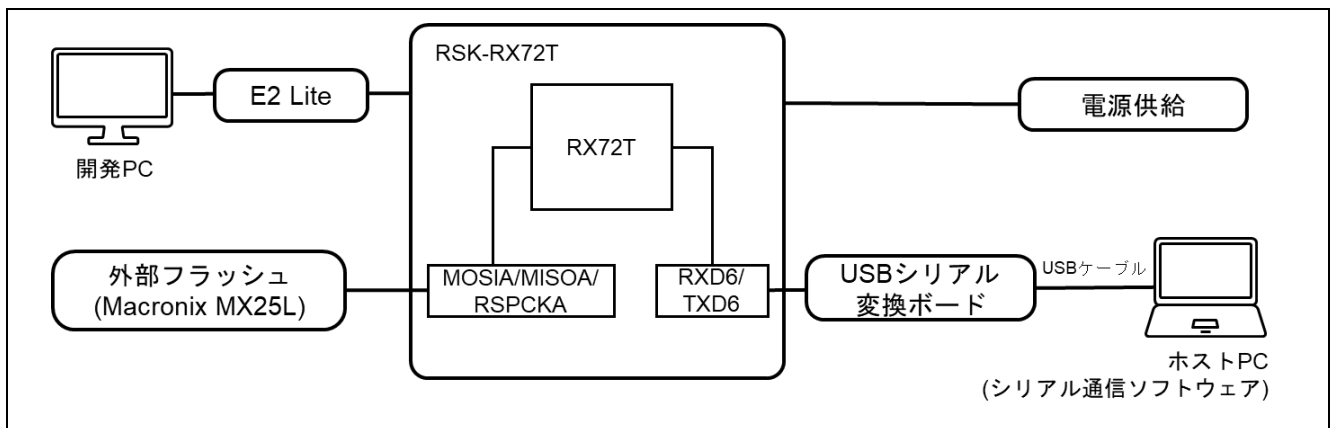 RSK-RX72T
E2 Lite
電源供給
RX72T
開発PC
外部フラッシュ
(Macronix MX25L)
MOSIA/MISOA/
RSPCKA
RXD6/
TXD6
USBシリアル
変換ボード
USBケーブル
ホストPC
(シリアル通信ソフトウェア)